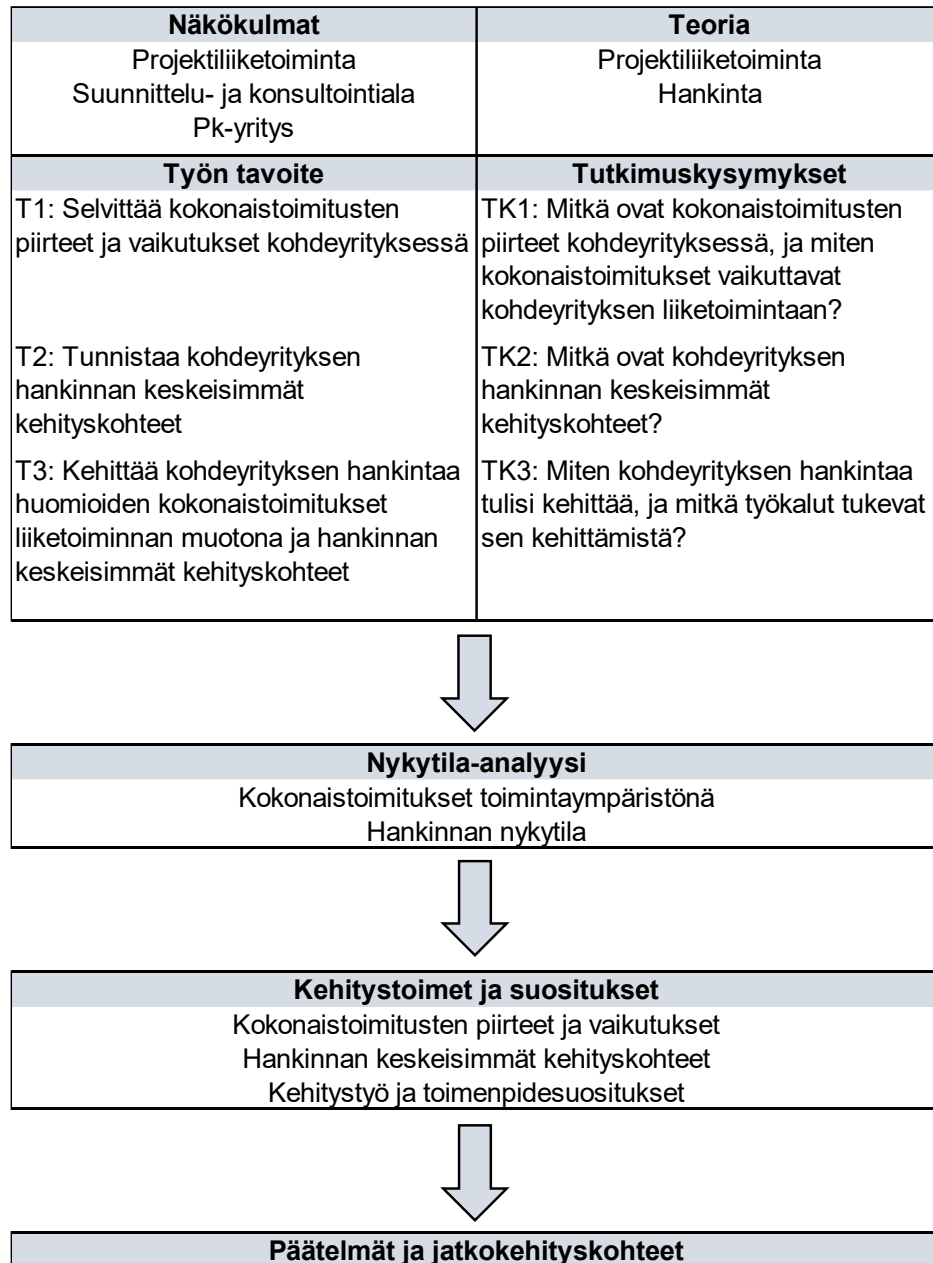 Näkökulmat
Projektiliiketoiminta
Suunnittelu- ja konsultointiala
Pk-yritys
Teoria
Projektiliiketoiminta
Hankinta
Työn tavoite
T1: Selvittää kokonaistoimitusten
piirteet ja vaikutukset kohdeyrityksessä
T2: Tunnistaa kohdeyrityksen
hankinnan keskeisimmät
kehityskohteet
T3: Kehittää kohdeyrityksen hankintaa
huomioiden kokonaistoimitukset
liiketoiminnan muotona ja hankinnan
keskeisimmät kehityskohteet
Tutkimuskysymykset
TK1: Mitkä ovat kokonaistoimitusten
piirteet kohdeyrityksessä, ja miten
kokonaistoimitukset vaikuttavat
kohdeyrityksen liiketoimintaan?
TK2: Mitkä ovat kohdeyrityksen
hankinnan keskeisimmät
kehityskohteet?
TK3: Miten kohdeyrityksen hankintaa
tulisi kehittää, ja mitkä työkalut tukevat
sen kehittämistä?
Nykytila-analyysi
Kokonaistoimitukset toimintaympäristönä
Hankinnan nykytila
Kehitystoimet ja suositukset
Kokonaistoimitusten piirteet ja vaikutukset
Hankinnan keskeisimmät kehityskohteet
Kehitystyö ja toimenpidesuositukset
Päätelmät ja jatkokehityskohteet